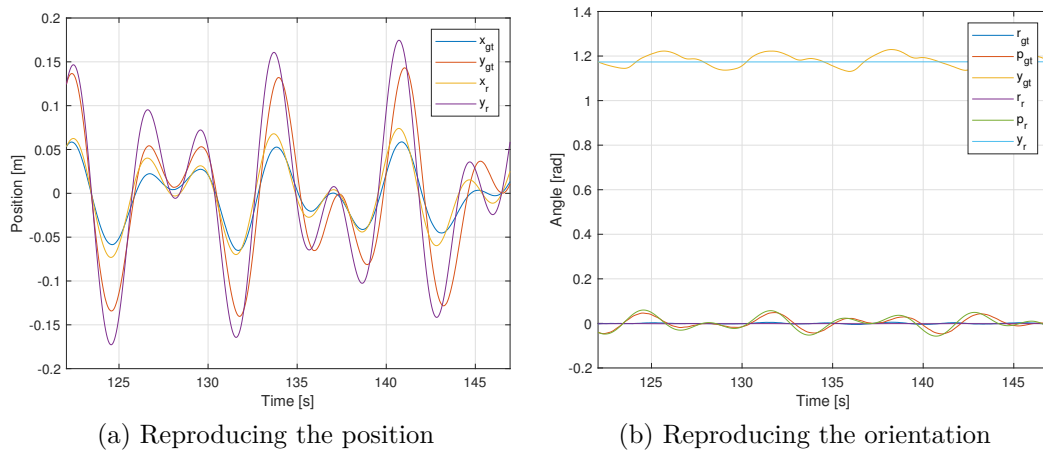 0.2
0.15
0.1
0.05
0
-0.05
-0.1
-0.15
-0.2
Position [m]
125 130 135 140 145
Time [s]
x_gt
y_gt
x_r
y_r
(a) Reproducing the position
1.4
1.2
1
0.8
0.6
0.4
0.2
0
-0.2
Angle [rad]
125 130 135 140 145
Time [s]
r_gt
p_gt
y_gt
r_r
p_r
y_r
(b) Reproducing the orientation